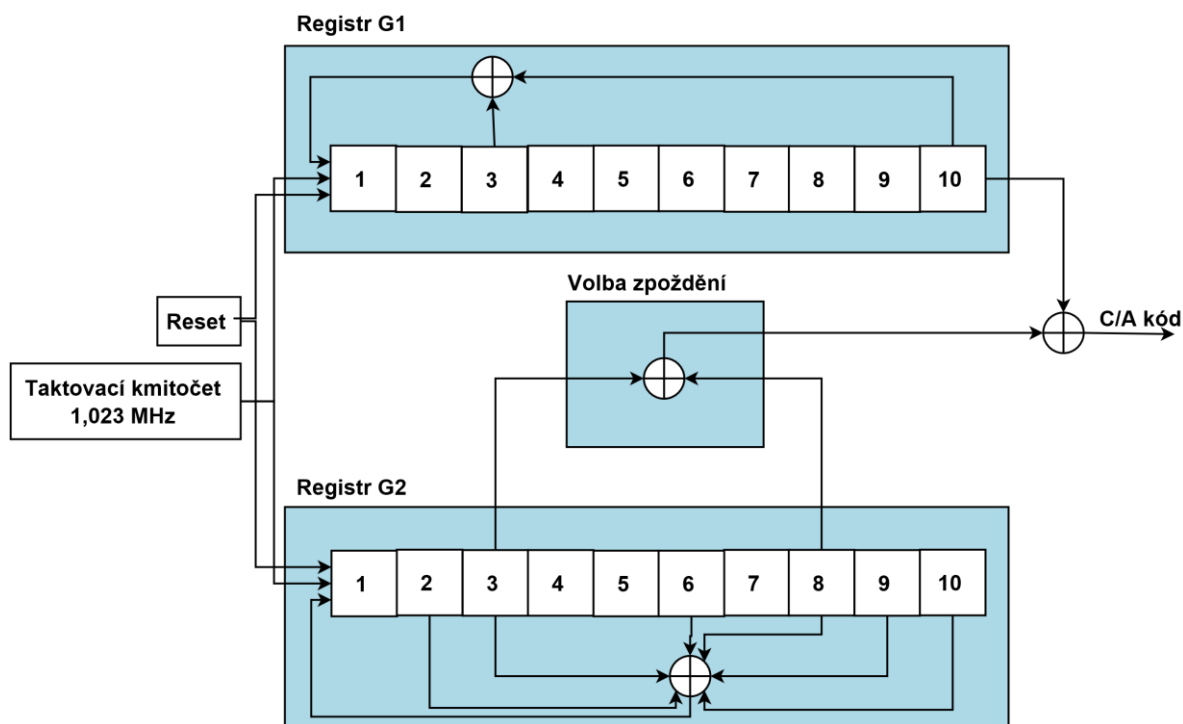 Registr G1
1 2 3 4 5 6 7 8 9 10
Volba zpoždění
Reset
C/A kód
Taktovací kmitočet
1,023 MHz
Registr G2
1 2 3 4 5 6 7 8 9 10